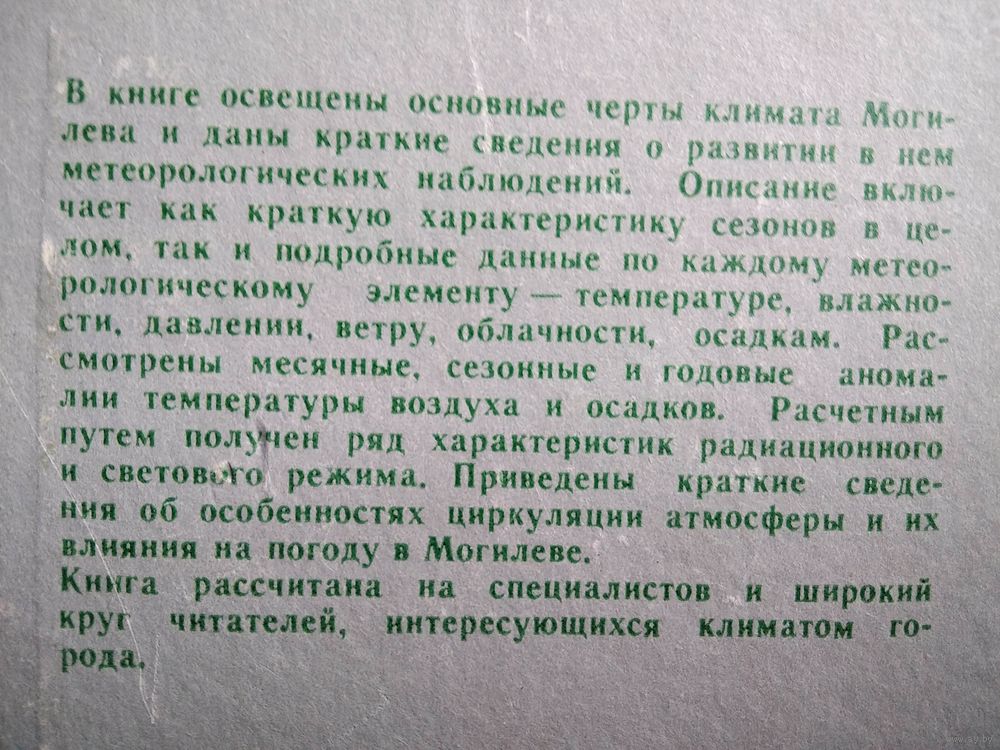 В книге освещены основные черты климата Моги-
лева и даны краткие сведения о развитии в нем
метеорологических наблюдений. Описание вклю-
чает как краткую характеристику сезонов в це-
лом, так и подробные данные по каждому метео-
рологическому элементу — температуре, влажно-
сти, давлении, ветру, облачности, осадкам. Рас-
смотрены месячные, сезонные и годовые анома-
лии температуры воздуха и осадков. Расчетным
путем получен ряд характеристик радиационного
и светового режима. Приведены краткие сведе-
ния об особенностях циркуляции атмосферы и их
влияния на погоду в Могилеве.
Книга рассчитана на специалистов и широкий
круг читателей, интересующихся климатом го-
рода.